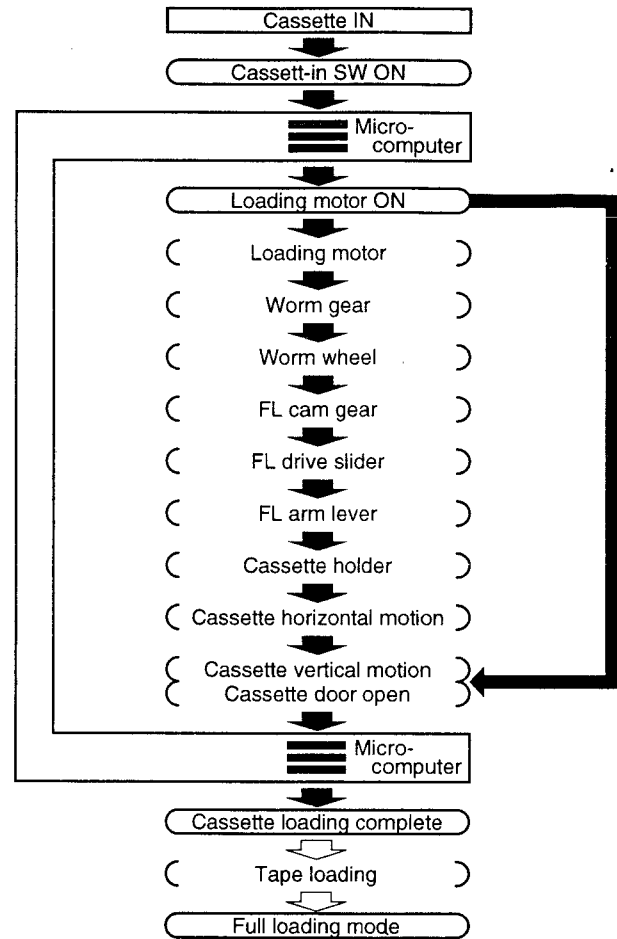 Cassette IN
Cassett-in SW ON
Micro-
computer
Loading motor ON
Loading motor
Worm gear
Worm wheel
FL cam gear
FL drive slider
FL arm lever
Cassette holder
Cassette horizontal motion
Cassette vertical motion
Cassette door open
Micro-
computer
Cassette loading complete
Tape loading
Full loading mode